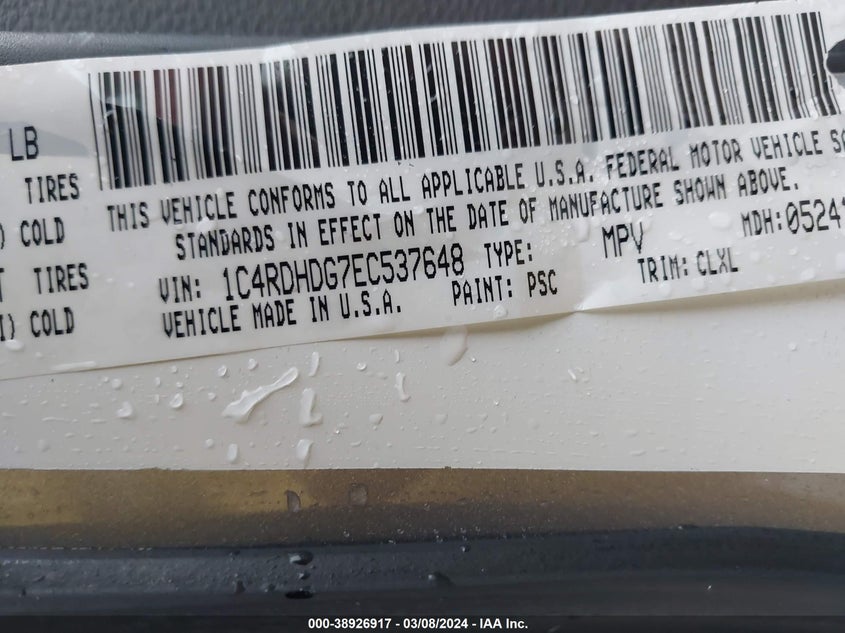 LB
TIRES
) COLD
TIRES
I) COLD
THIS VEHICLE CONFORMS TO ALL APPLICABLE U.S.A. FEDERAL MOTOR VEHICLE SA
STANDARDS IN EFFECT ON THE DATE OF MANUFACTURE SHOWN ABOVE.
VIN: 1C4RDHDG7EC537648 TYPE: MPV MDH:0524
VEHICLE MADE IN U.S.A. PAINT: PSC TRIM: CLXL
000-38926917 - 03/08/2024 - IAA Inc.